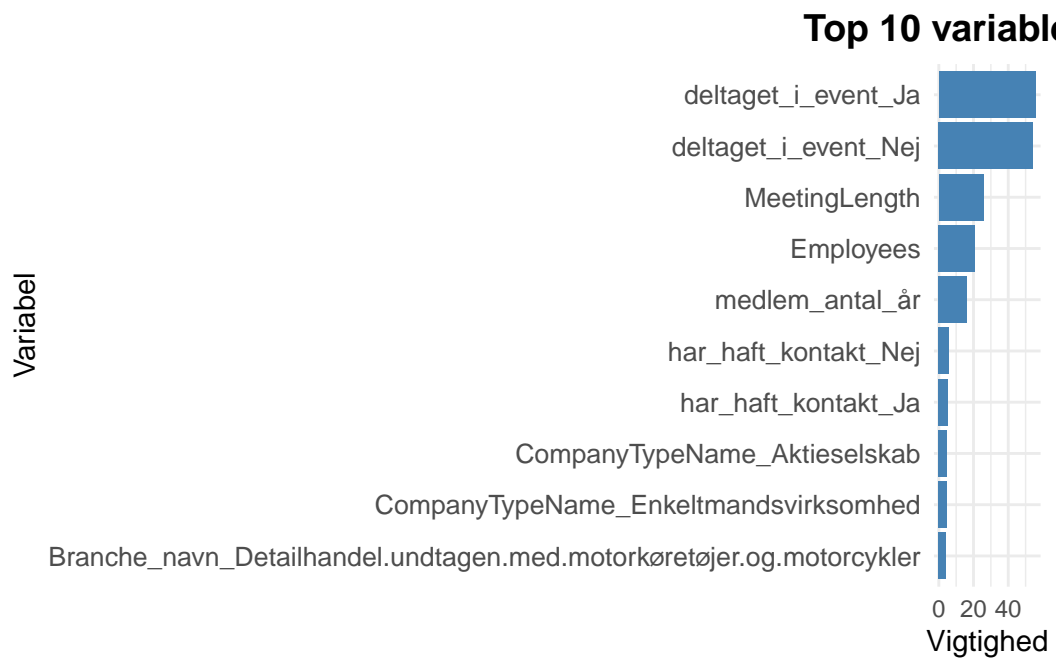 Top 10 variable
deltaget_i_event_Ja
deltaget_i_event_Nej
MeetingLength
Employees
medlem_antal_år
har_haft_kontakt_Nej
har_haft_kontakt_Ja
CompanyTypeName_Aktieselskab
CompanyTypeName_Enkeltmandsvirksomhed
Branche_navn_Detailhandel.undtagen.med.motorkøretøjer.og.motorcykler
Variabel
0 20 40
Vigtighed